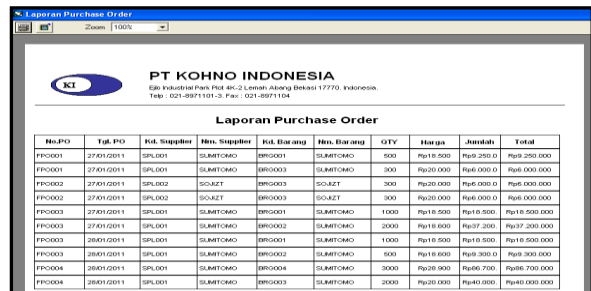 Laporan Purchase Order
Zoom 100%
KI
PT KOHNO INDONESIA
Ejib Industrial Park Plot 4K-2 Lemah Abang Bekasi 17770. Indonesia.
Telp : 021-8971101-3. Fax : 021-8971104
Laporan Purchase Order
No.PO Tgl. PO Kd. Supplier Nm. Supplier Kd. Barang Nm. Barang QTY Harga Jumlah Total
FPO001 27/01/2011 SPL001 SUMITOMO BRG001 SUMITOMO 500 Rp18.500 Rp9.250.0 Rp9.250.000
FPO001 27/01/2011 SPL001 SUMITOMO BRG003 SUMITOMO 300 Rp20.000 Rp6.000.0 Rp6.000.000
FPO002 27/01/2011 SPL002 SOJIZT BRG003 SOJIZT 300 Rp20.000 Rp6.000.0 Rp6.000.000
FPO002 27/01/2011 SPL002 SOJIZT BRG003 SOJIZT 300 Rp20.000 Rp6.000.0 Rp6.000.000
FPO003 27/01/2011 SPL001 SUMITOMO BRG001 SUMITOMO 1000 Rp18.500 Rp18.500. Rp18.500.000
FPO003 27/01/2011 SPL001 SUMITOMO BRG002 SUMITOMO 2000 Rp18.600 Rp37.200. Rp37.200.000
FPO003 28/01/2011 SPL001 SUMITOMO BRG001 SUMITOMO 1000 Rp18.500 Rp18.500. Rp18.500.000
FPO003 28/01/2011 SPL001 SUMITOMO BRG002 SUMITOMO 500 Rp18.600 Rp9.300.0 Rp9.300.000
FPO004 28/01/2011 SPL001 SUMITOMO BRG004 SUMITOMO 3000 Rp28.900 Rp86.700. Rp86.700.000
FPO004 28/01/2011 SPL001 SUMITOMO BRG003 SUMITOMO 2000 Rp20.000 Rp40.000. Rp40.000.000